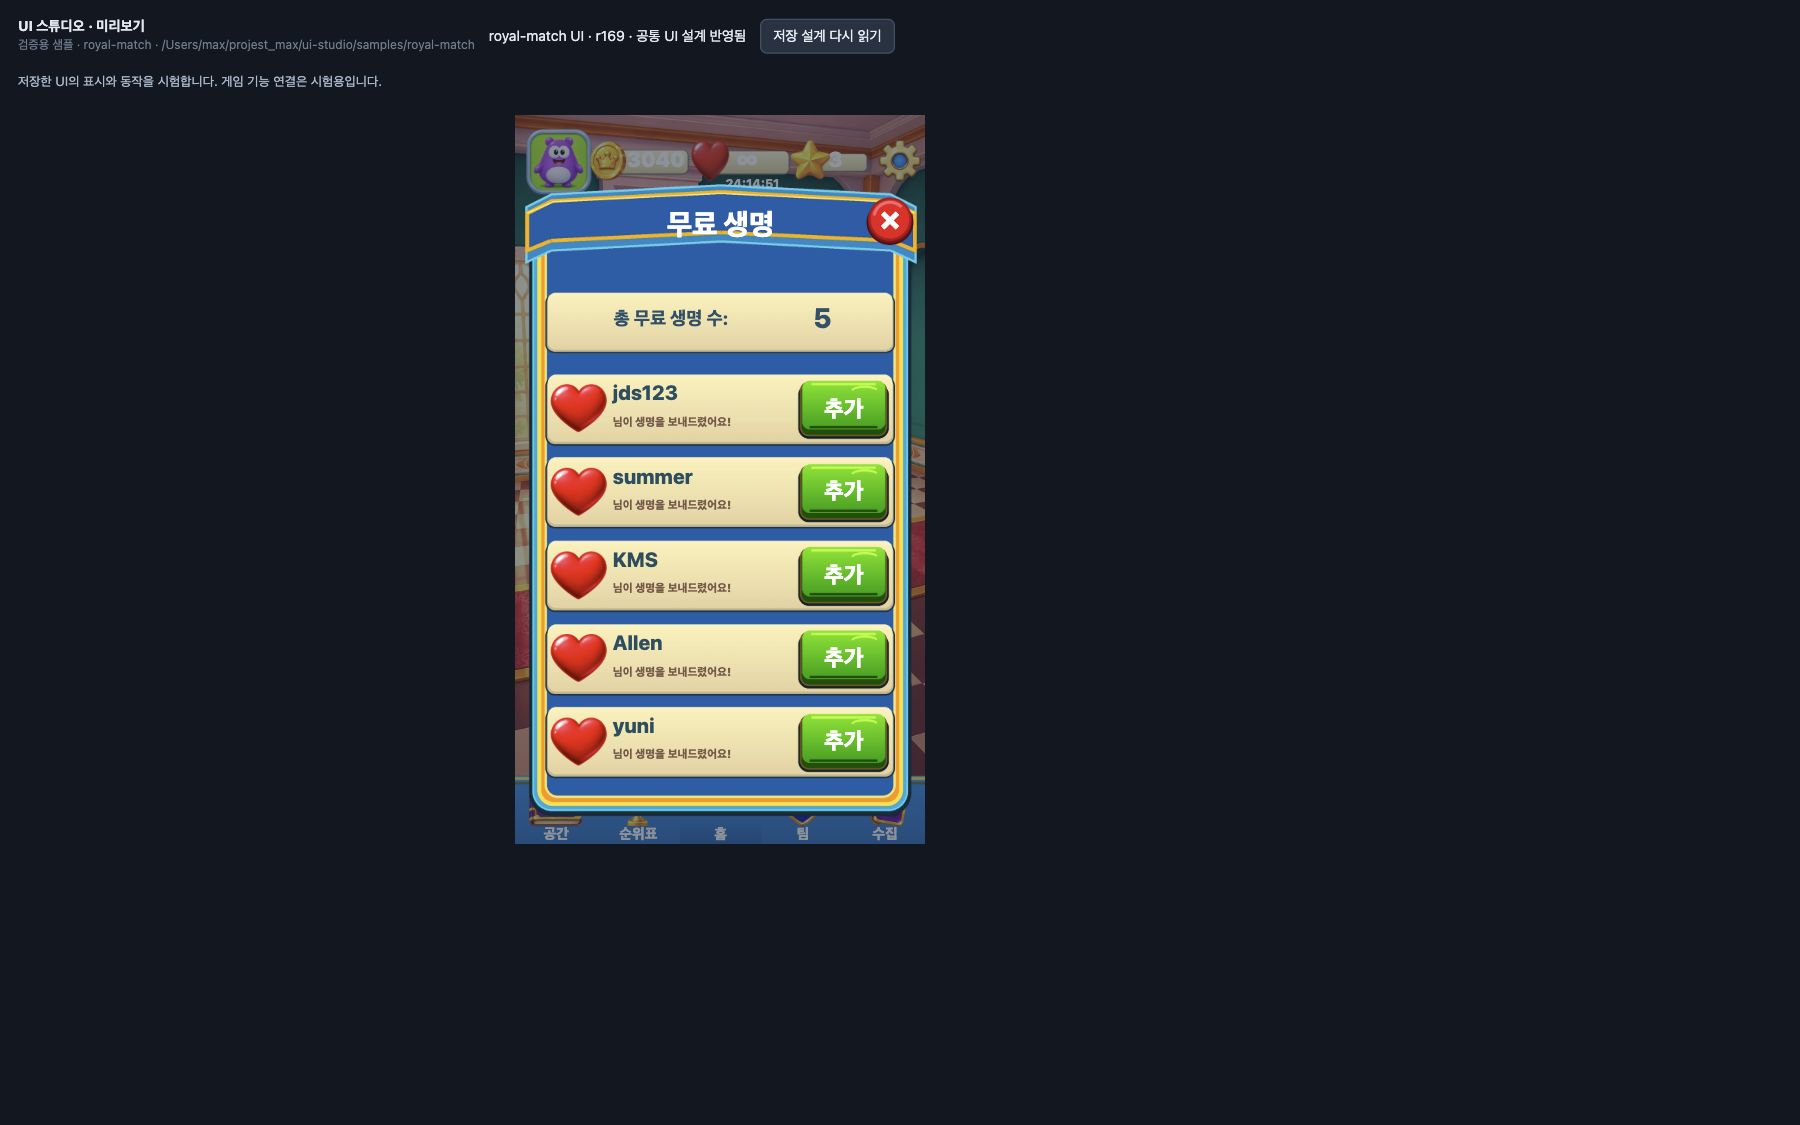 UI 스튜디오 · 미리보기
검증용 샘플 · royal-match · /Users/max/projest_max/ui-studio/samples/royal-match
royal-match UI · r169 · 공통 UI 설계 반영됨
저장 설계 다시 읽기
저장한 UI의 표시와 동작을 시험합니다. 게임 기능 연결은 시험용입니다.
3040
∞
3
24:14:51
무료 생명
총 무료 생명 수: 5
jds123
님이 생명을 보내드렸어요!
추가
summer
님이 생명을 보내드렸어요!
추가
KMS
님이 생명을 보내드렸어요!
추가
Allen
님이 생명을 보내드렸어요!
추가
yuni
님이 생명을 보내드렸어요!
추가
공간 순위표 홈 팀 수집